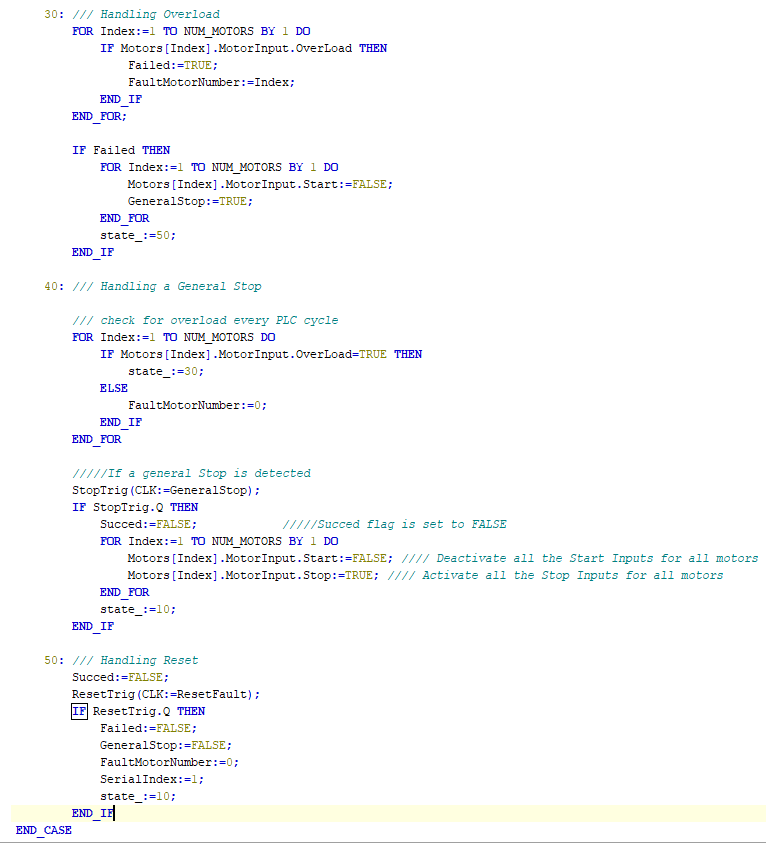 30: /// Handling Overload
FOR Index:=1 TO NUM_MOTORS BY 1 DO
IF Motors[Index].MotorInput.OverLoad THEN
Failed:=TRUE;
FaultMotorNumber:=Index;
END_IF
END_FOR;
IF Failed THEN
FOR Index:=1 TO NUM_MOTORS BY 1 DO
Motors[Index].MotorInput.Start:=FALSE;
GeneralStop:=TRUE;
END_FOR
state_:=50;
END_IF
40: /// Handling a General Stop
/// check for overload every PLC cycle
FOR Index:=1 TO NUM_MOTORS DO
IF Motors[Index].MotorInput.OverLoad=TRUE THEN
state_:=30;
ELSE
FaultMotorNumber:=0;
END_IF
END_FOR
/////If a general Stop is detected
StopTrig(CLK:=GeneralStop);
IF StopTrig.Q THEN
Succed:=FALSE; /////Succed flag is set to FALSE
FOR Index:=1 TO NUM_MOTORS BY 1 DO
Motors[Index].MotorInput.Start:=FALSE; //// Deactivate all the Start Inputs for all motors
Motors[Index].MotorInput.Stop:=TRUE; //// Activate all the Stop Inputs for all motors
END_FOR
state_:=10;
END_IF
50: /// Handling Reset
Succed:=FALSE;
ResetTrig(CLK:=ResetFault);
IF ResetTrig.Q THEN
Failed:=FALSE;
GeneralStop:=FALSE;
FaultMotorNumber:=0;
SerialIndex:=1;
state_:=10;
END_IF
END_CASE